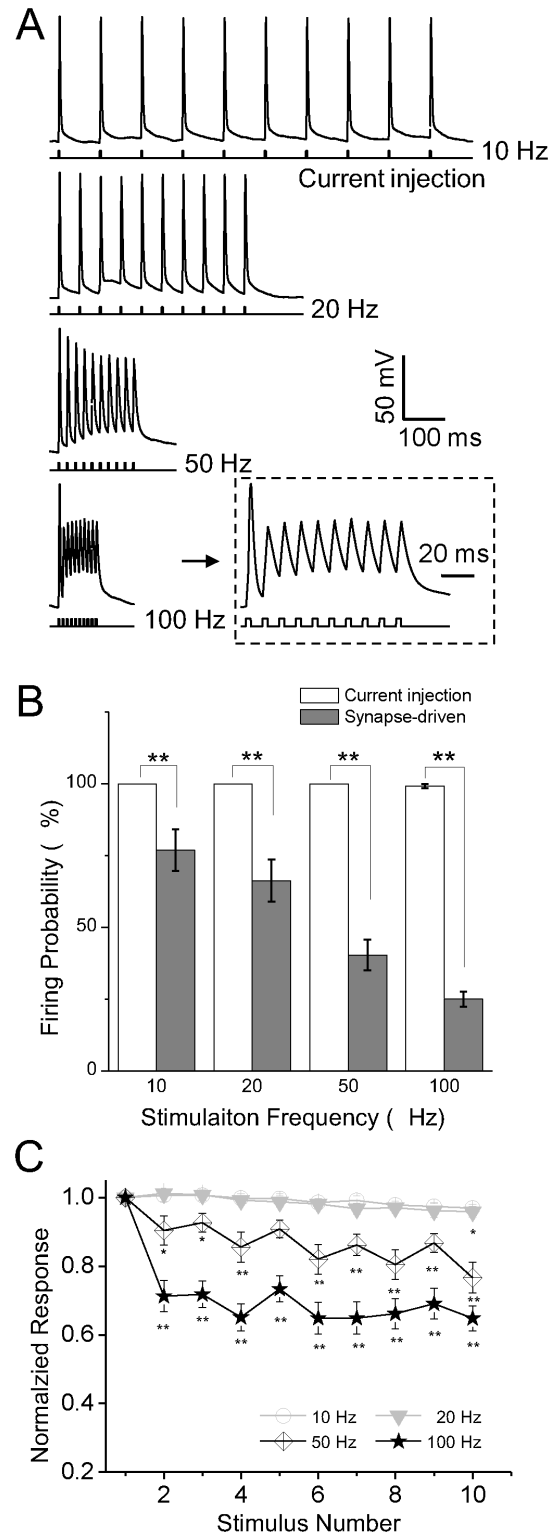 A
10 Hz
Current injection
20 Hz
50 mV
100 ms
50 Hz
20 ms
100 Hz
B
Current injection
Synapse-driven
** ** ** **
100
50
0
Firing Probability ( %)
10 20 50 100
Stimulaiton Frequency ( Hz)
C
1.0
0.8
0.6
0.4
0.2
Normalzied Response
*
* *
** ** ** ** ** **
** ** ** ** ** ** ** ** **
10 Hz 20 Hz
50 Hz 100 Hz
2 4 6 8 10
Stimulus Number